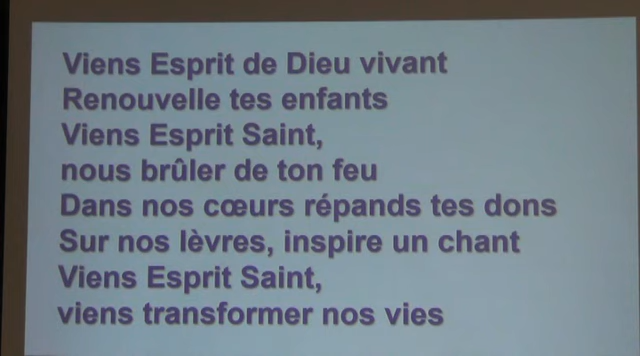 Viens Esprit de Dieu vivant
Renouvelle tes enfants
Viens Esprit Saint,
nous brûler de ton feu
Dans nos cœurs répands tes dons
Sur nos lèvres, inspire un chant
Viens Esprit Saint,
viens transformer nos vies